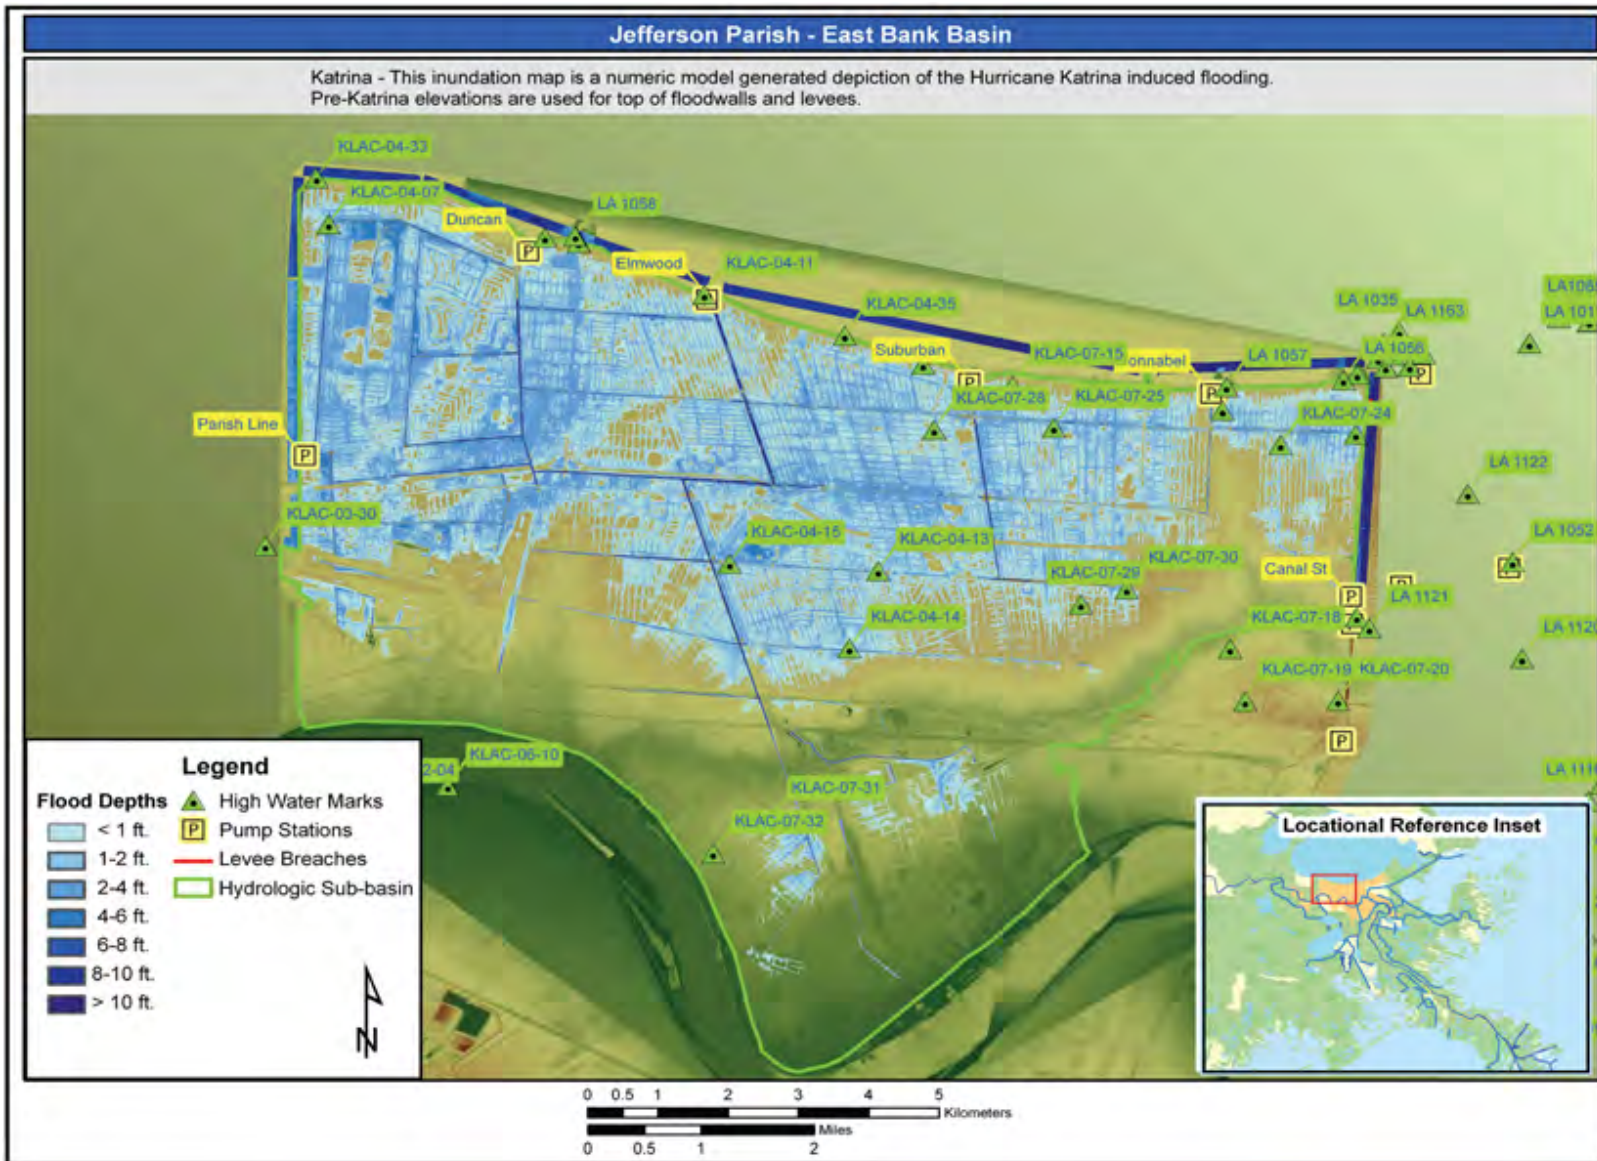 Jefferson Parish - East Bank Basin
Katrina - This inundation map is a numeric model generated depiction of the Hurricane Katrina induced flooding.
Pre-Katrina elevations are used for top of floodwalls and levees.
KLAC-04-33
KLAC-04-07
LA 1058
Duncan
Elmwood
KLAC-04-11
KLAC-04-35
LA 1035
LA 1163
Suburban
KLAC-07-15
onnabel
LA 1057
LA 1056
KLAC-07-28
KLAC-07-25
KLAC-07-24
Parish Line
LA 1122
KLAC-03-30
KLAC-04-15
KLAC-04-13
KLAC-07-30
KLAC-07-29
LA 1052
Canal St
LA 1121
KLAC-04-14
KLAC-07-18
LA 1120
KLAC-07-19
KLAC-07-20
2-04
KLAC-06-10
KLAC-07-31
KLAC-07-32
Legend
Flood Depths
< 1 ft.
1-2 ft.
2-4 ft.
4-6 ft.
6-8 ft.
8-10 ft.
> 10 ft.
High Water Marks
P Pump Stations
Levee Breaches
Hydrologic Sub-basin
N
Locational Reference Inset
0 0.5 1 2 3 4 5
Kilometers
Miles
0 0.5 1 2